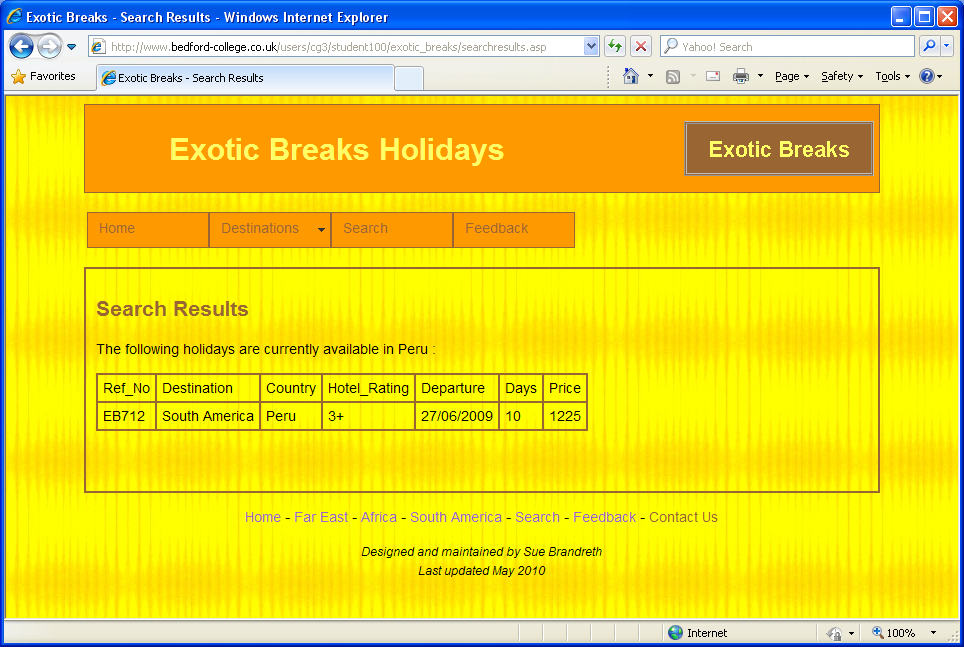 Exotic Breaks - Search Results - Windows Internet Explorer
http://www.bedford-college.co.uk/users/cg3/student100/exotic_breaks/searchresults.asp
Yahoo! Search
Favorites
Exotic Breaks - Search Results
Page
Safety
Tools
Exotic Breaks Holidays
Exotic Breaks
Home Destinations Search Feedback
Search Results
The following holidays are currently available in Peru :
Ref_No Destination Country Hotel_Rating Departure Days Price
EB712 South America Peru 3+ 27/06/2009 10 1225
Home - Far East - Africa - South America - Search - Feedback - Contact Us
Designed and maintained by Sue Brandreth
Last updated May 2010
Internet
100%